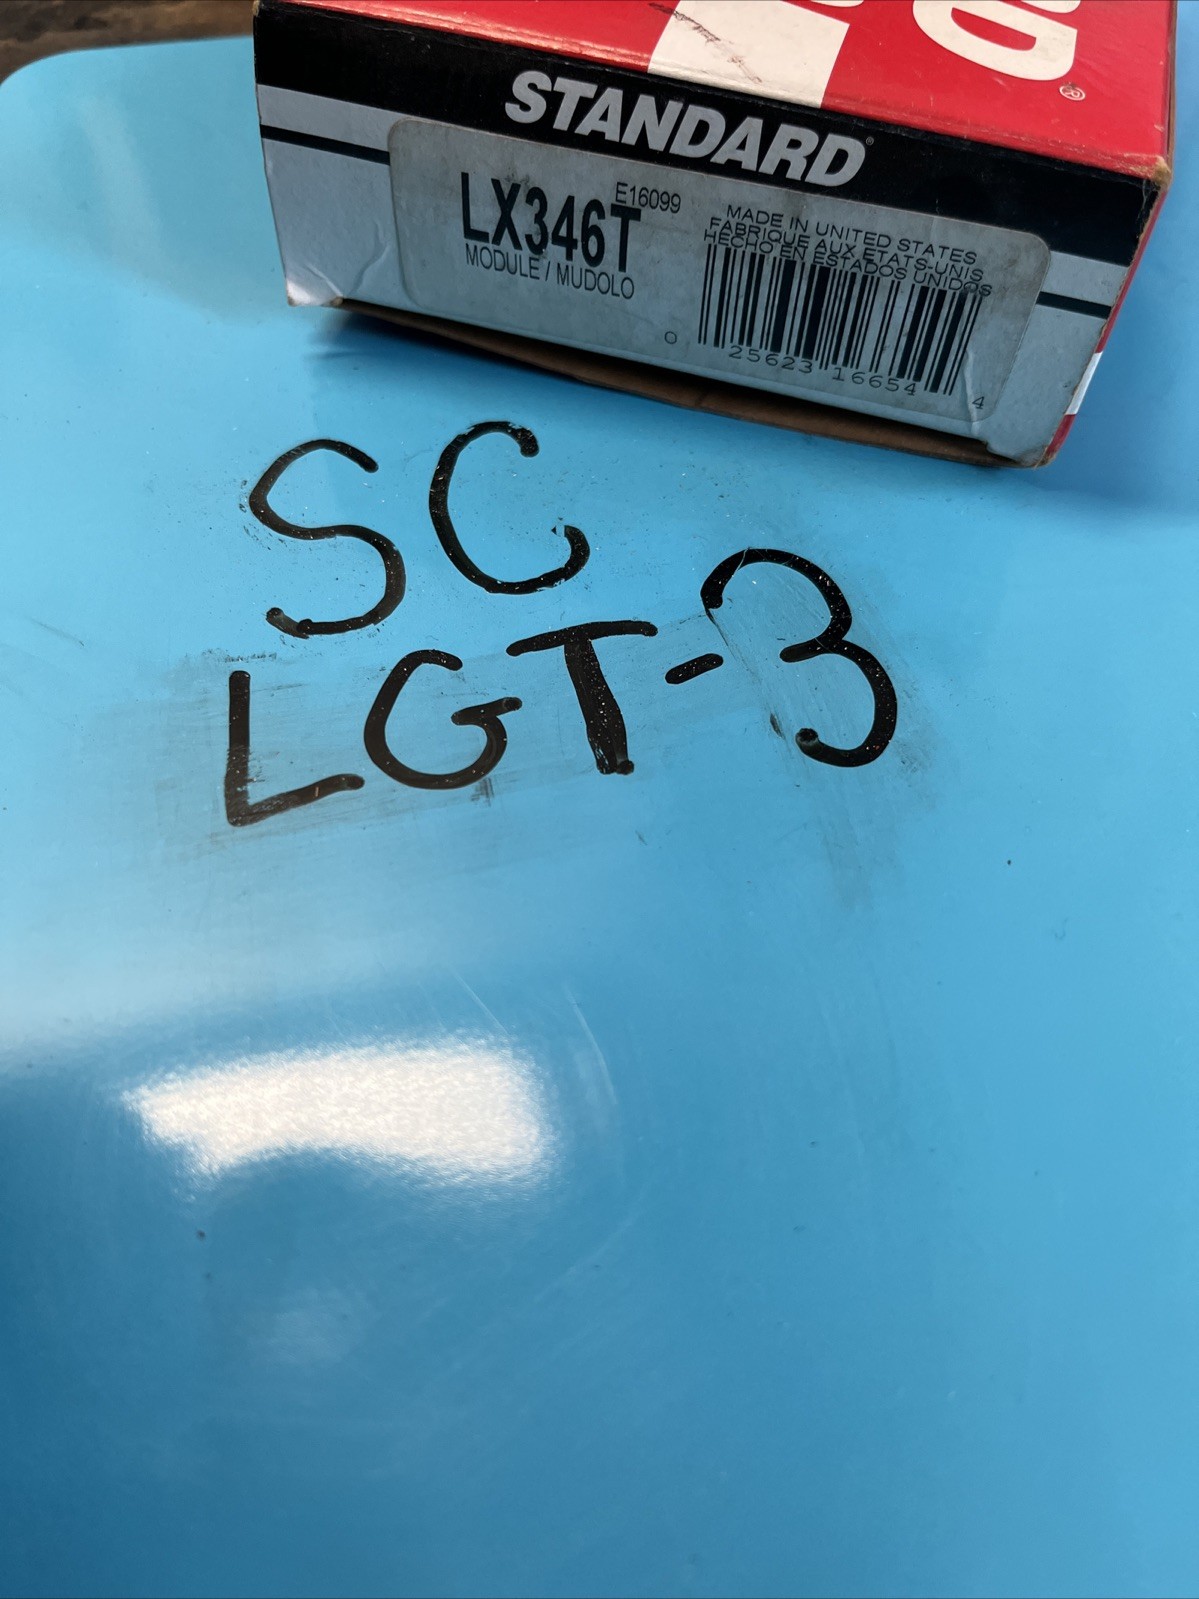 STANDARD®
E16099
LX346T
MODULE / MUDOLO
MADE IN UNITED STATES
FABRIQUE AUX ETATS-UNIS
HECHO EN ESTADOS UNIDOS
0 25623 16654 4
SC
LGT-3